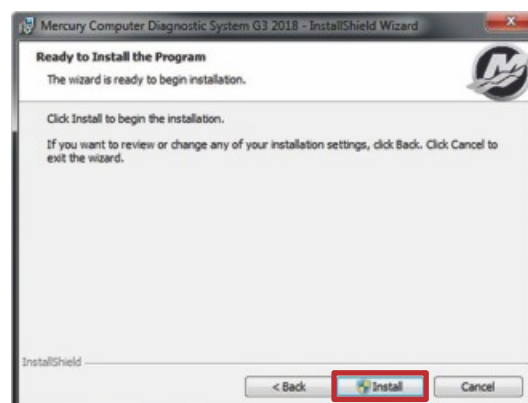 Mercury Computer Diagnostic System G3 2018 - InstallShield Wizard
Ready to Install the Program
The wizard is ready to begin installation.
Click Install to begin the installation.
If you want to review or change any of your installation settings, click Back. Click Cancel to
exit the wizard.
InstallShield
< Back Install Cancel